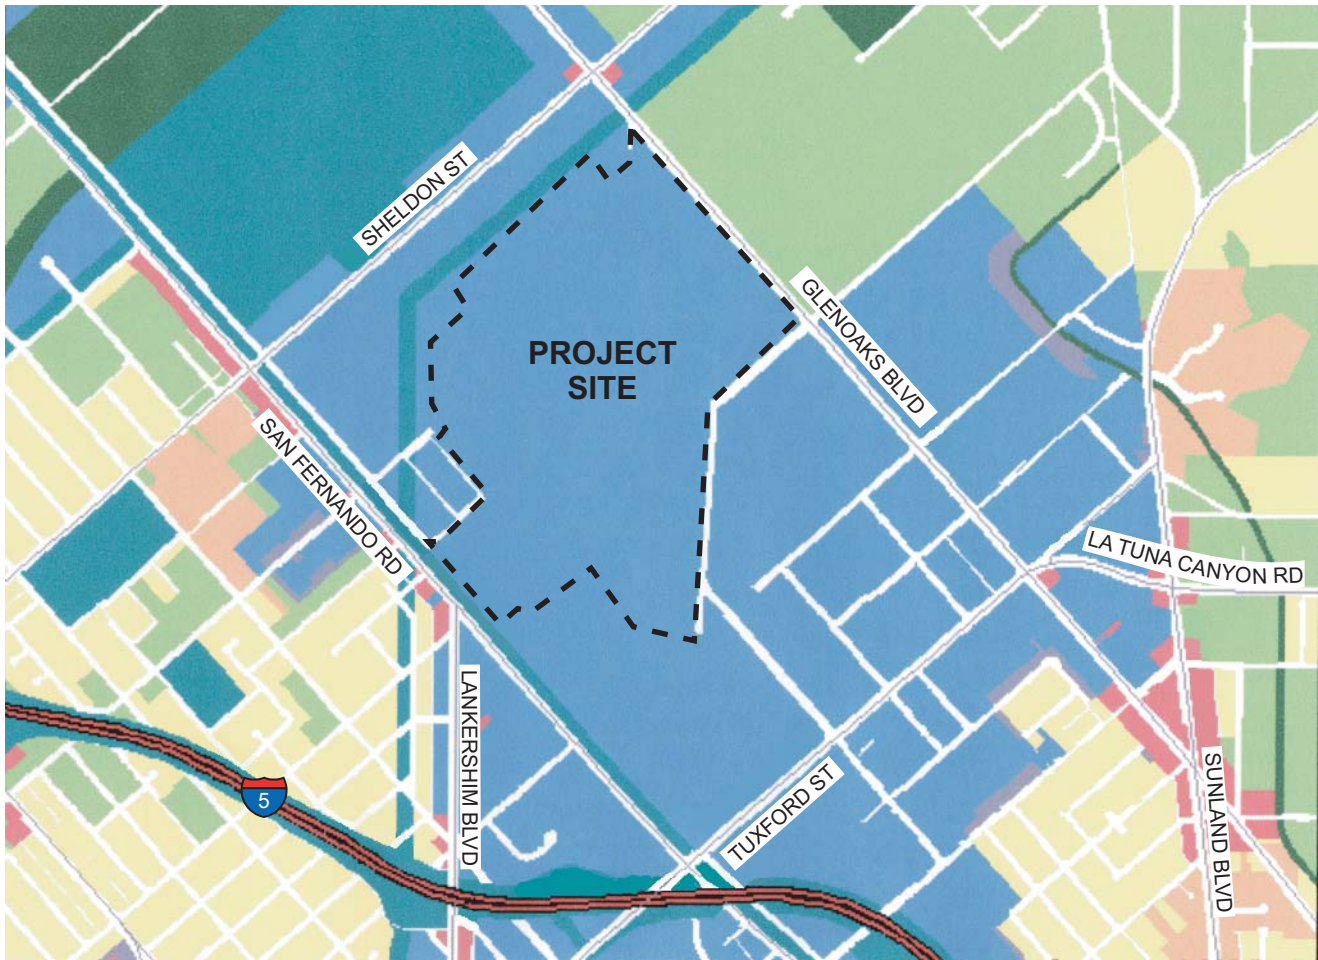 SHELDON ST
GLENOAKS BLVD
PROJECT
SITE
SAN FERNANDO RD
LA TUNA CANYON RD
LANKERSHIM BLVD
TUXFORD ST
SUNLAND BLVD
5